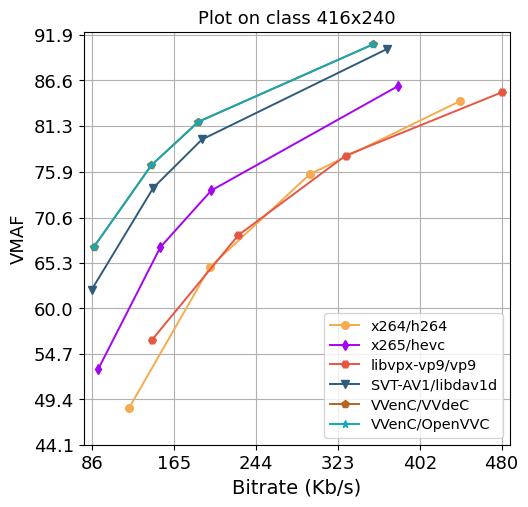 Plot on class 416x240
91.9
86.6
81.3
75.9
70.6
65.3
60.0
54.7
49.4
44.1
VMAF
x264/h264
x265/hevc
libvpx-vp9/vp9
SVT-AV1/libdav1d
VVenC/VVdeC
VVenC/OpenVVC
86 165 244 323 402 480
Bitrate (Kb/s)